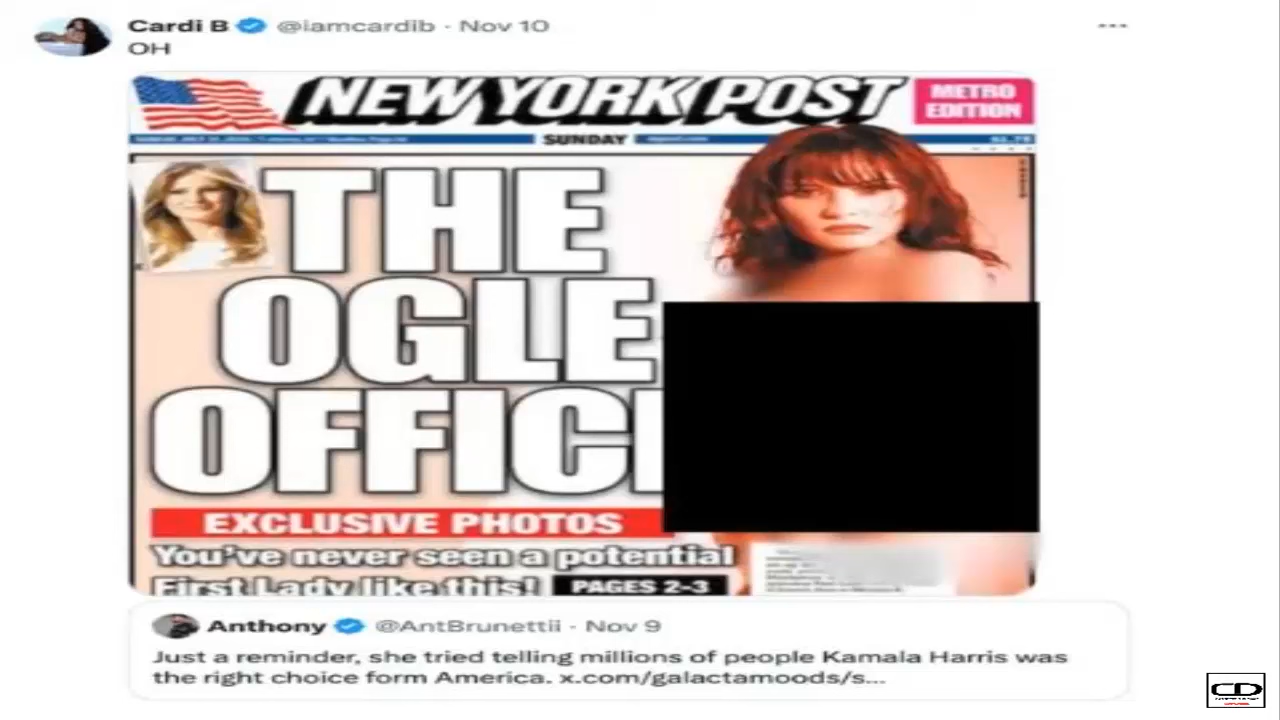 Cardi B @iamcardib · Nov 10
OH
NEW YORK POST
METRO
EDITION
SUNDAY
THE
OGLE
OFFIC
EXCLUSIVE PHOTOS
You've never seen a potential
First Lady like this!
PAGES 2-3
Anthony @AntBrunettii · Nov 9
Just a reminder, she tried telling millions of people Kamala Harris was
the right choice form America. x.com/galactamoods/s...
CD